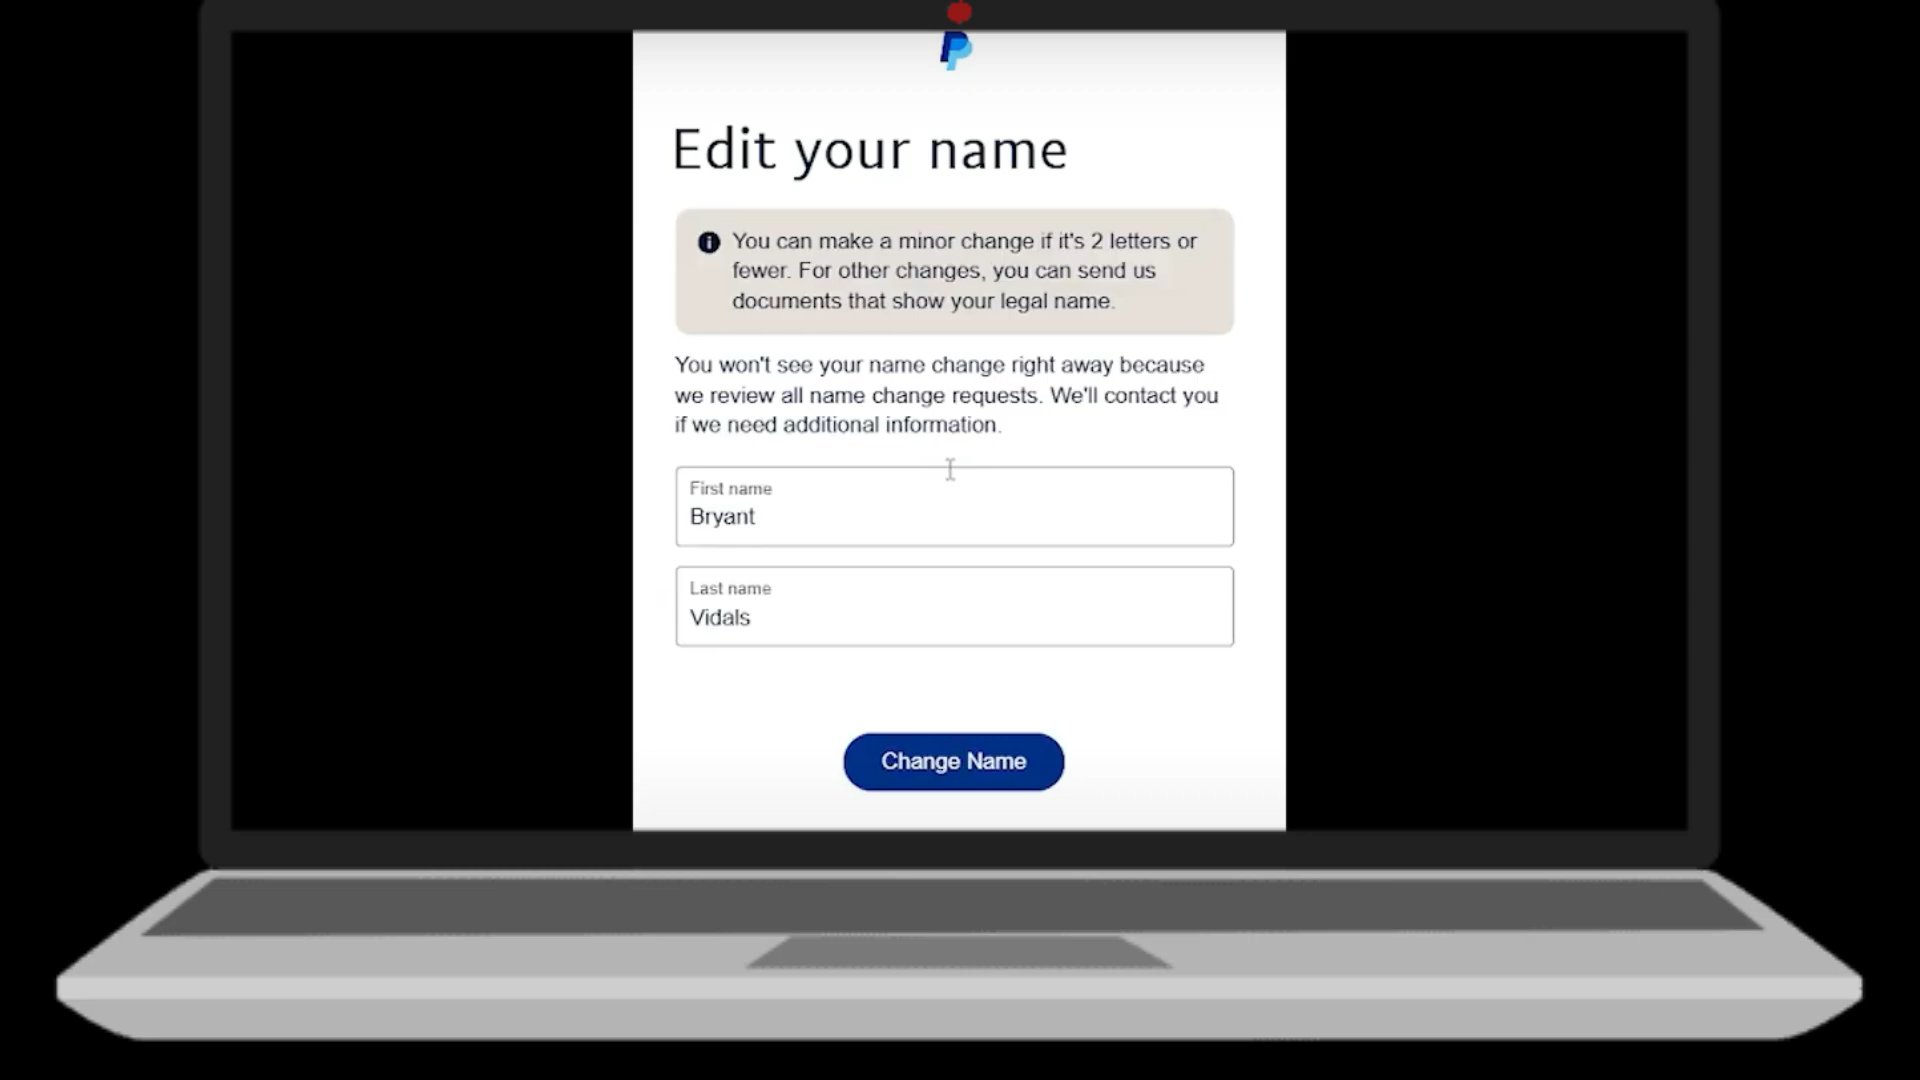 Edit your name
You can make a minor change if it's 2 letters or
fewer. For other changes, you can send us
documents that show your legal name.
You won't see your name change right away because
we review all name change requests. We'll contact you
if we need additional information.
First name
Bryant
Last name
Vidals
Change Name